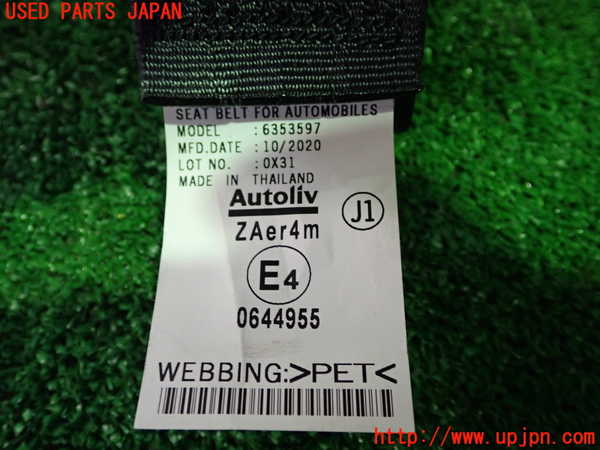 USED PARTS JAPAN
SEAT BELT FOR AUTOMOBILES
MODEL : 6353597
MFD.DATE : 10/2020
LOT NO. : 0X31
MADE IN THAILAND
Autoliv
J1
ZAer4m
E4
0644955
WEBBING:>PET<
http://www.upjpn.com/